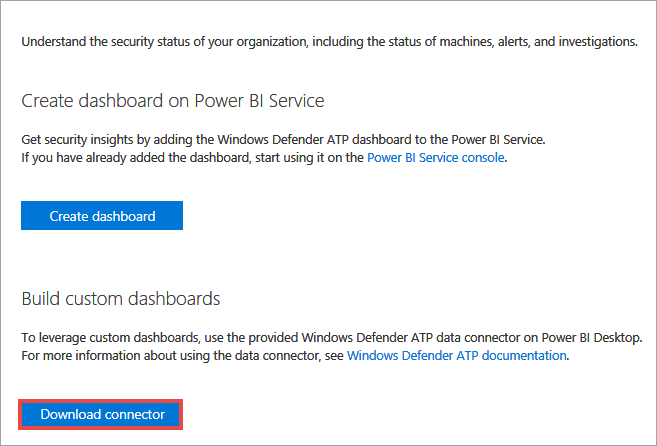 Understand the security status of your organization, including the status of machines, alerts, and investigations.
Create dashboard on Power BI Service
Get security insights by adding the Windows Defender ATP dashboard to the Power BI Service.
If you have already added the dashboard, start using it on the Power BI Service console.
Create dashboard
Build custom dashboards
To leverage custom dashboards, use the provided Windows Defender ATP data connector on Power BI Desktop.
For more information about using the data connector, see Windows Defender ATP documentation.
Download connector